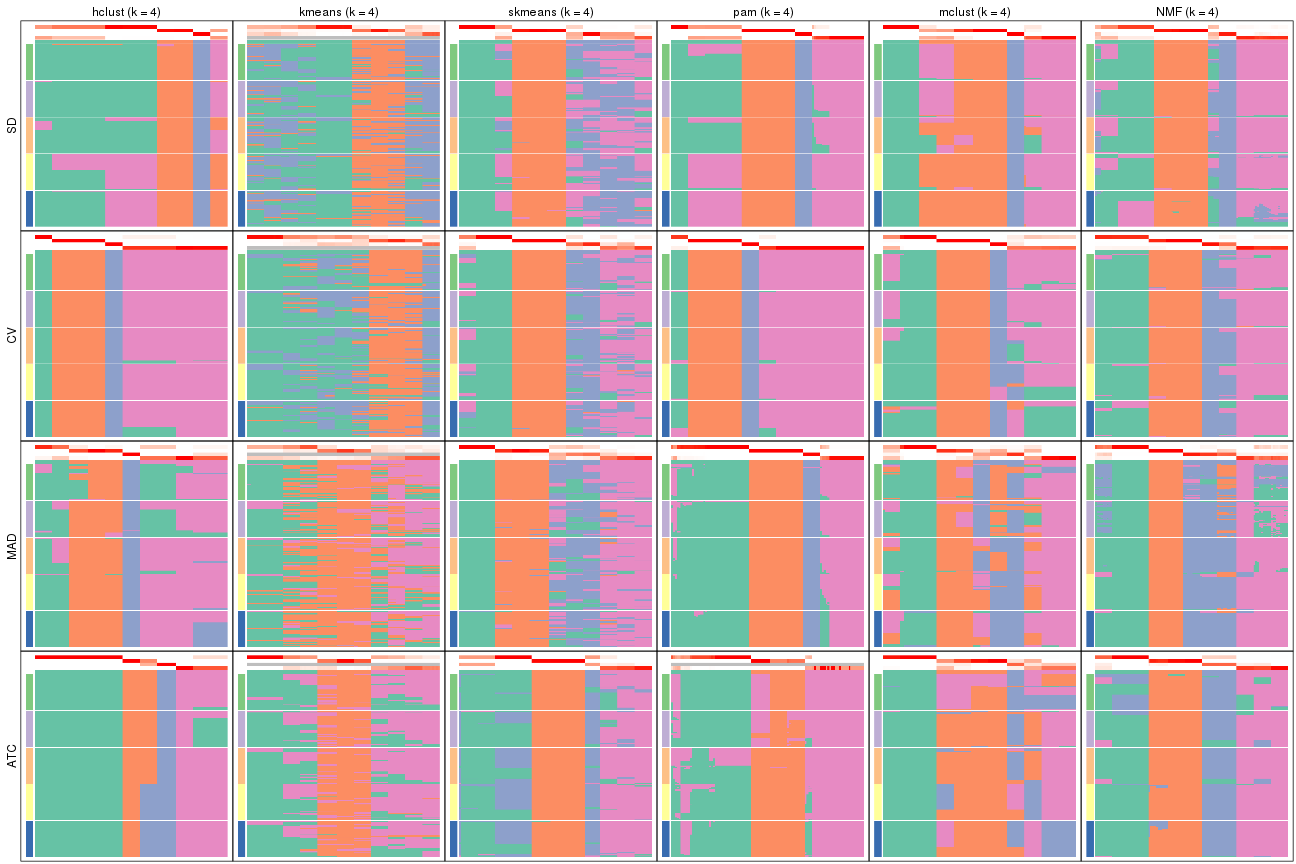 hclust (k = 4) kmeans (k = 4) skmeans (k = 4) pam (k = 4) mclust (k = 4) NMF (k = 4)
SD
CV
MAD
ATC